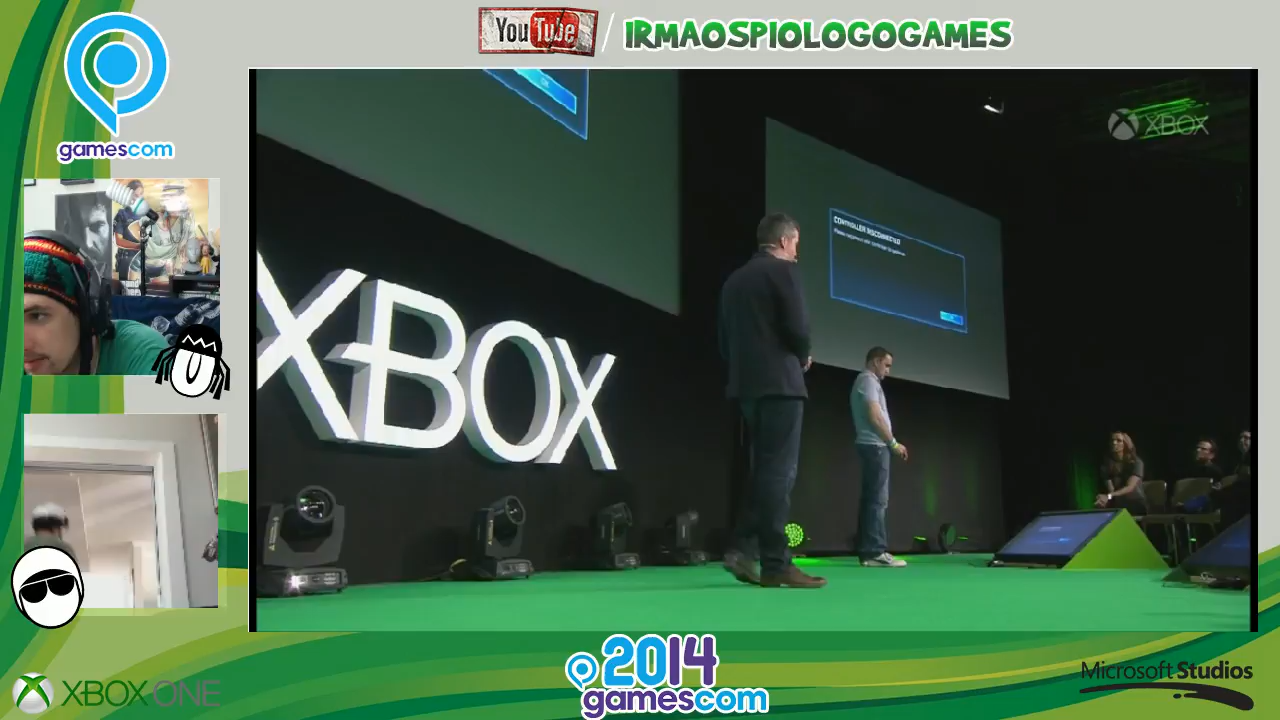 YouTube / IRMAOSPIOLOGOGAMES
gamescom
XBOX
CONTROLLER DISCONNECTED
XBOX
2014
gamescom
XBOX ONE
Microsoft Studios